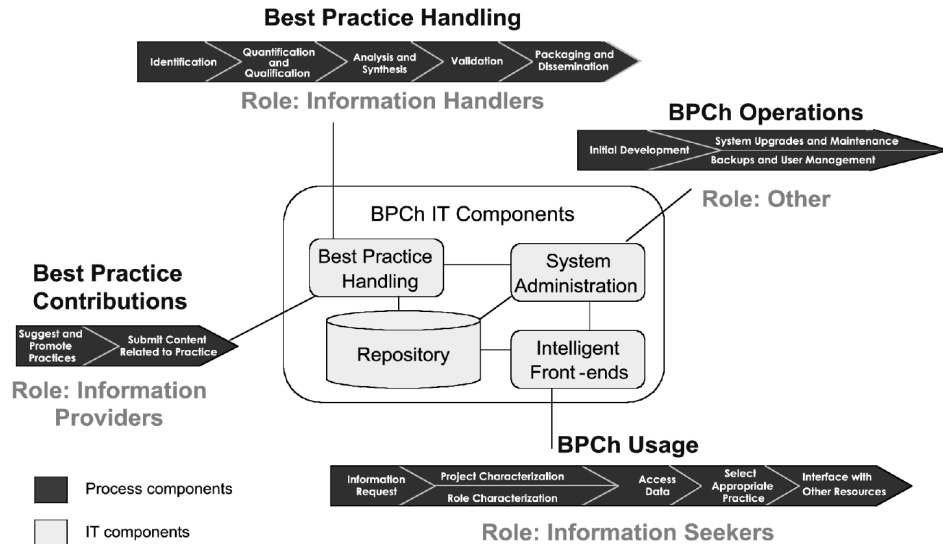 Best Practice Handling
Identification
Quantification
and
Qualification
Analysis and
Synthesis
Validation
Packaging and
Dissemination
Role: Information Handlers
BPCh Operations
Initial Development
System Upgrades and Maintenance
Backups and User Management
Role: Other
BPCh IT Components
Best Practice
Handling
System
Administration
Repository
Intelligent
Front-ends
Best Practice
Contributions
Suggest and
Promote
Practices
Submit Content
Related to Practice
Role: Information
Providers
BPCh Usage
Information
Request
Project Characterization
Role Characterization
Access
Data
Select
Appropriate
Practice
Interface with
Other Resources
Role: Information Seekers
Process components
IT components